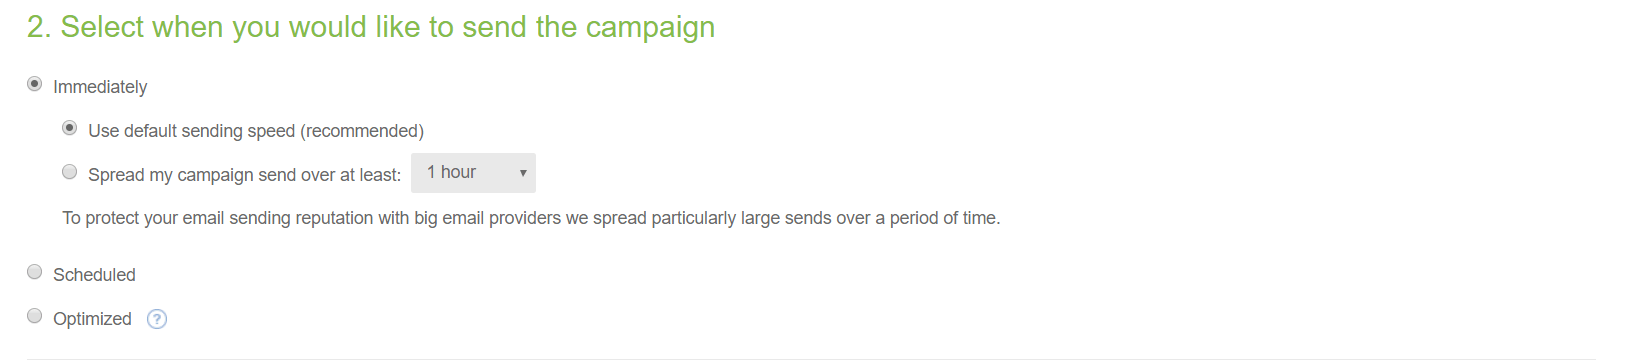 2. Select when you would like to send the campaign
Immediately
Use default sending speed (recommended)
Spread my campaign send over at least: 1 hour
To protect your email sending reputation with big email providers we spread particularly large sends over a period of time.
Scheduled
Optimized ?